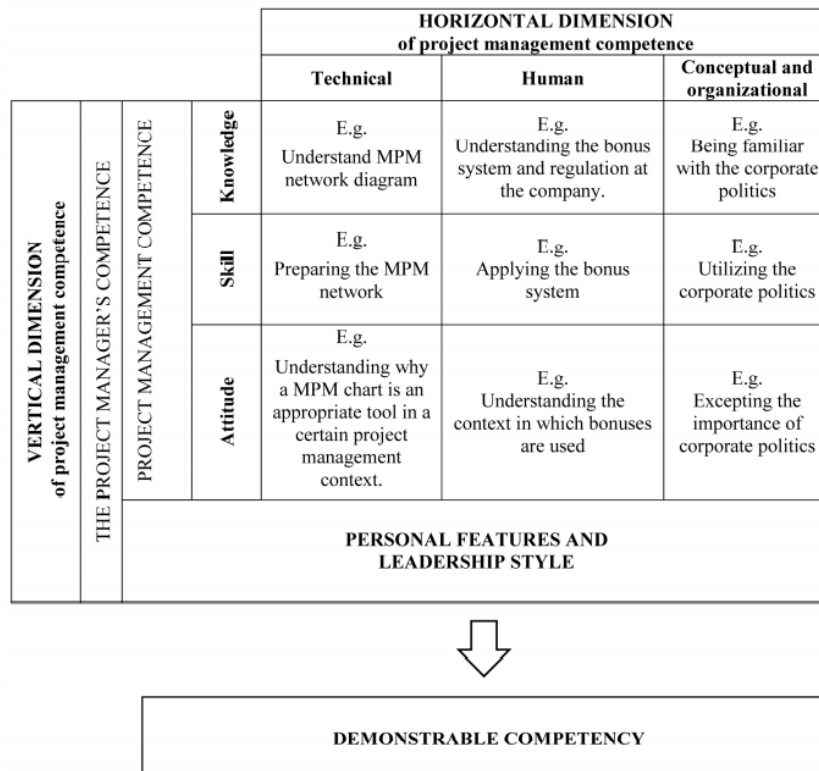 HORIZONTAL DIMENSION
of project management competence
Technical
Human
Conceptual and
organizational
VERTICAL DIMENSION
of project management competence
THE PROJECT MANAGER'S COMPETENCE
PROJECT MANAGEMENT COMPETENCE
Knowledge
E.g.
Understand MPM
network diagram
E.g.
Understanding the bonus
system and regulation at
the company.
E.g.
Being familiar
with the corporate
politics
Skill
E.g.
Preparing the MPM
network
E.g.
Applying the bonus
system
E.g.
Utilizing the
corporate politics
Attitude
E.g.
Understanding why
a MPM chart is an
appropriate tool in a
certain project
management
context.
E.g.
Understanding the
context in which bonuses
are used
E.g.
Excepting the
importance of
corporate politics
PERSONAL FEATURES AND
LEADERSHIP STYLE
DEMONSTRABLE COMPETENCY